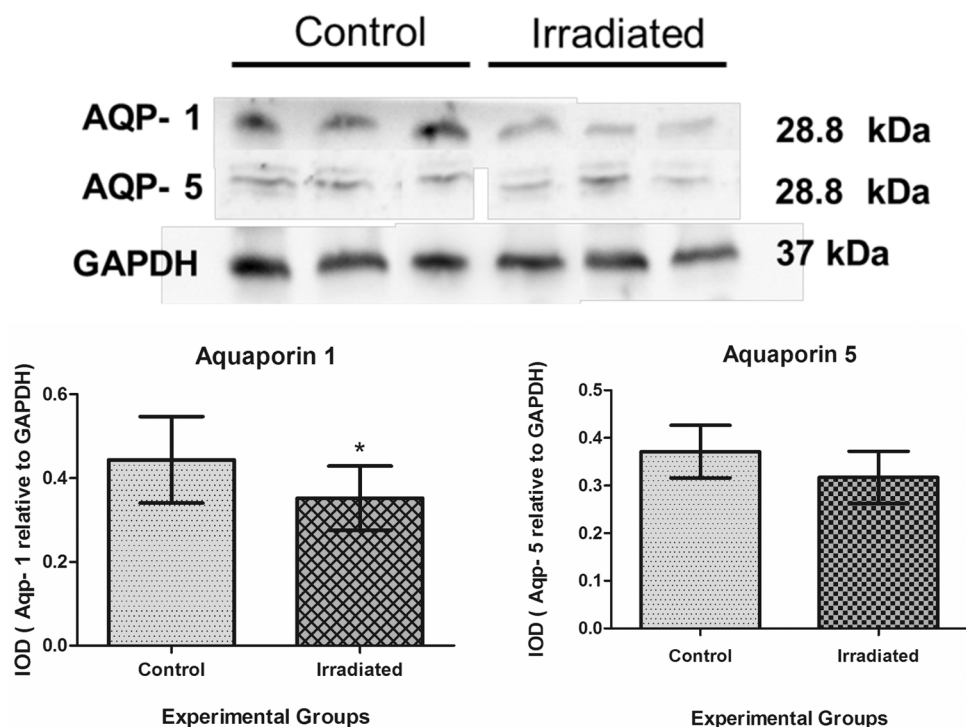 Control Irradiated
AQP- 1 28.8 kDa
AQP- 5 28.8 kDa
GAPDH 37 kDa
Aquaporin 1
IOD ( Aqp- 1 relative to GAPDH)
0.6
0.4
0.2
0.0
*
Control Irradiated
Experimental Groups
Aquaporin 5
IOD ( Aqp- 5 relative to GAPDH)
0.5
0.4
0.3
0.2
0.1
0.0
Control Irradiated
Experimental Groups